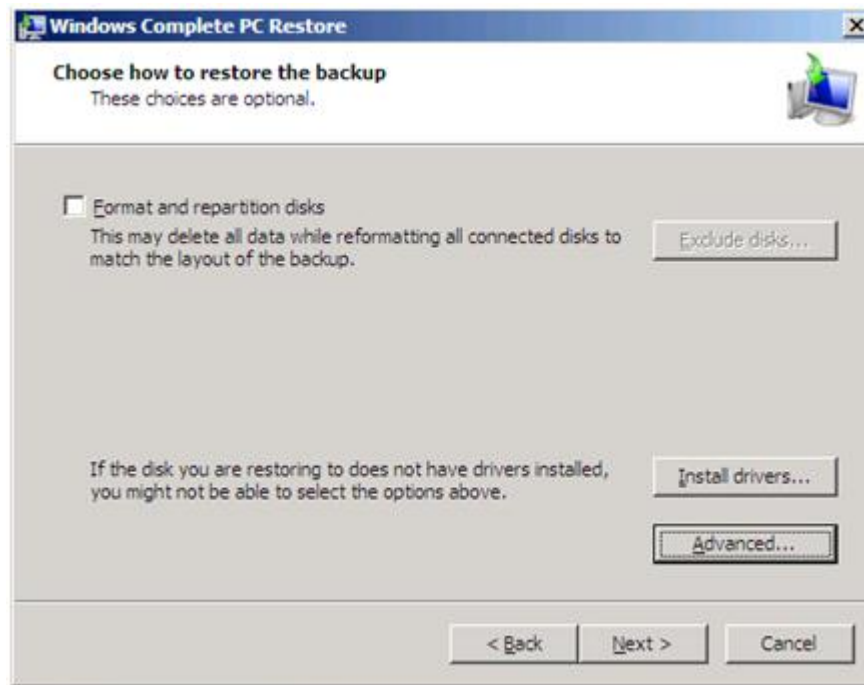 Windows Complete PC Restore
Choose how to restore the backup
These choices are optional.
Format and repartition disks
This may delete all data while reformatting all connected disks to
match the layout of the backup.
Exclude disks...
If the disk you are restoring to does not have drivers installed,
you might not be able to select the options above.
Install drivers...
Advanced...
< Back
Next >
Cancel